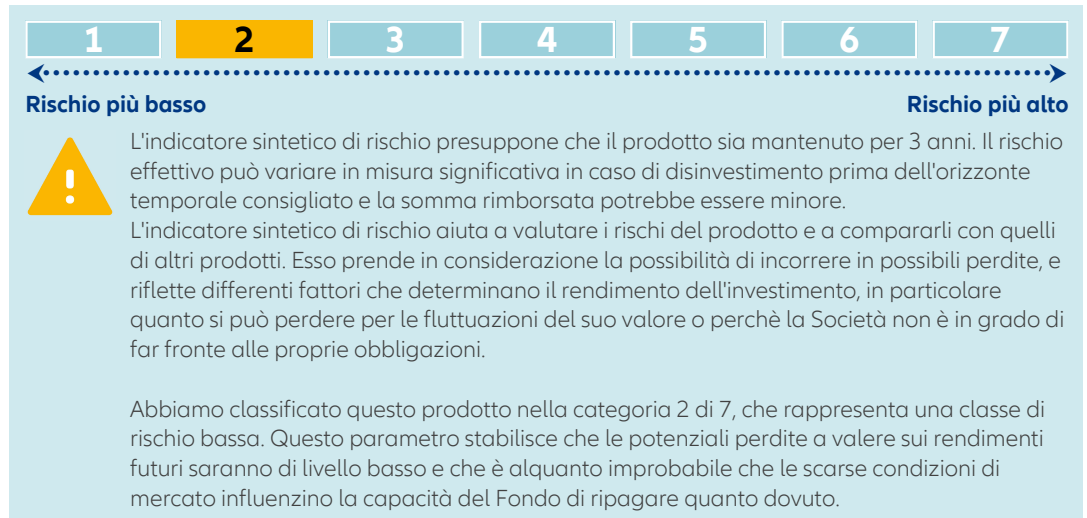 1 2 3 4 5 6 7
Rischio più basso Rischio più alto
L'indicatore sintetico di rischio presuppone che il prodotto sia mantenuto per 3 anni. Il rischio
effettivo può variare in misura significativa in caso di disinvestimento prima dell'orizzonte
temporale consigliato e la somma rimborsata potrebbe essere minore.
L'indicatore sintetico di rischio aiuta a valutare i rischi del prodotto e a compararli con quelli
di altri prodotti. Esso prende in considerazione la possibilità di incorrere in possibili perdite, e
riflette differenti fattori che determinano il rendimento dell'investimento, in particolare
quanto si può perdere per le fluttuazioni del suo valore o perchè la Società non è in grado di
far fronte alle proprie obbligazioni.
Abbiamo classificato questo prodotto nella categoria 2 di 7, che rappresenta una classe di
rischio bassa. Questo parametro stabilisce che le potenziali perdite a valere sui rendimenti
futuri saranno di livello basso e che è alquanto improbabile che le scarse condizioni di
mercato influenzino la capacità del Fondo di ripagare quanto dovuto.